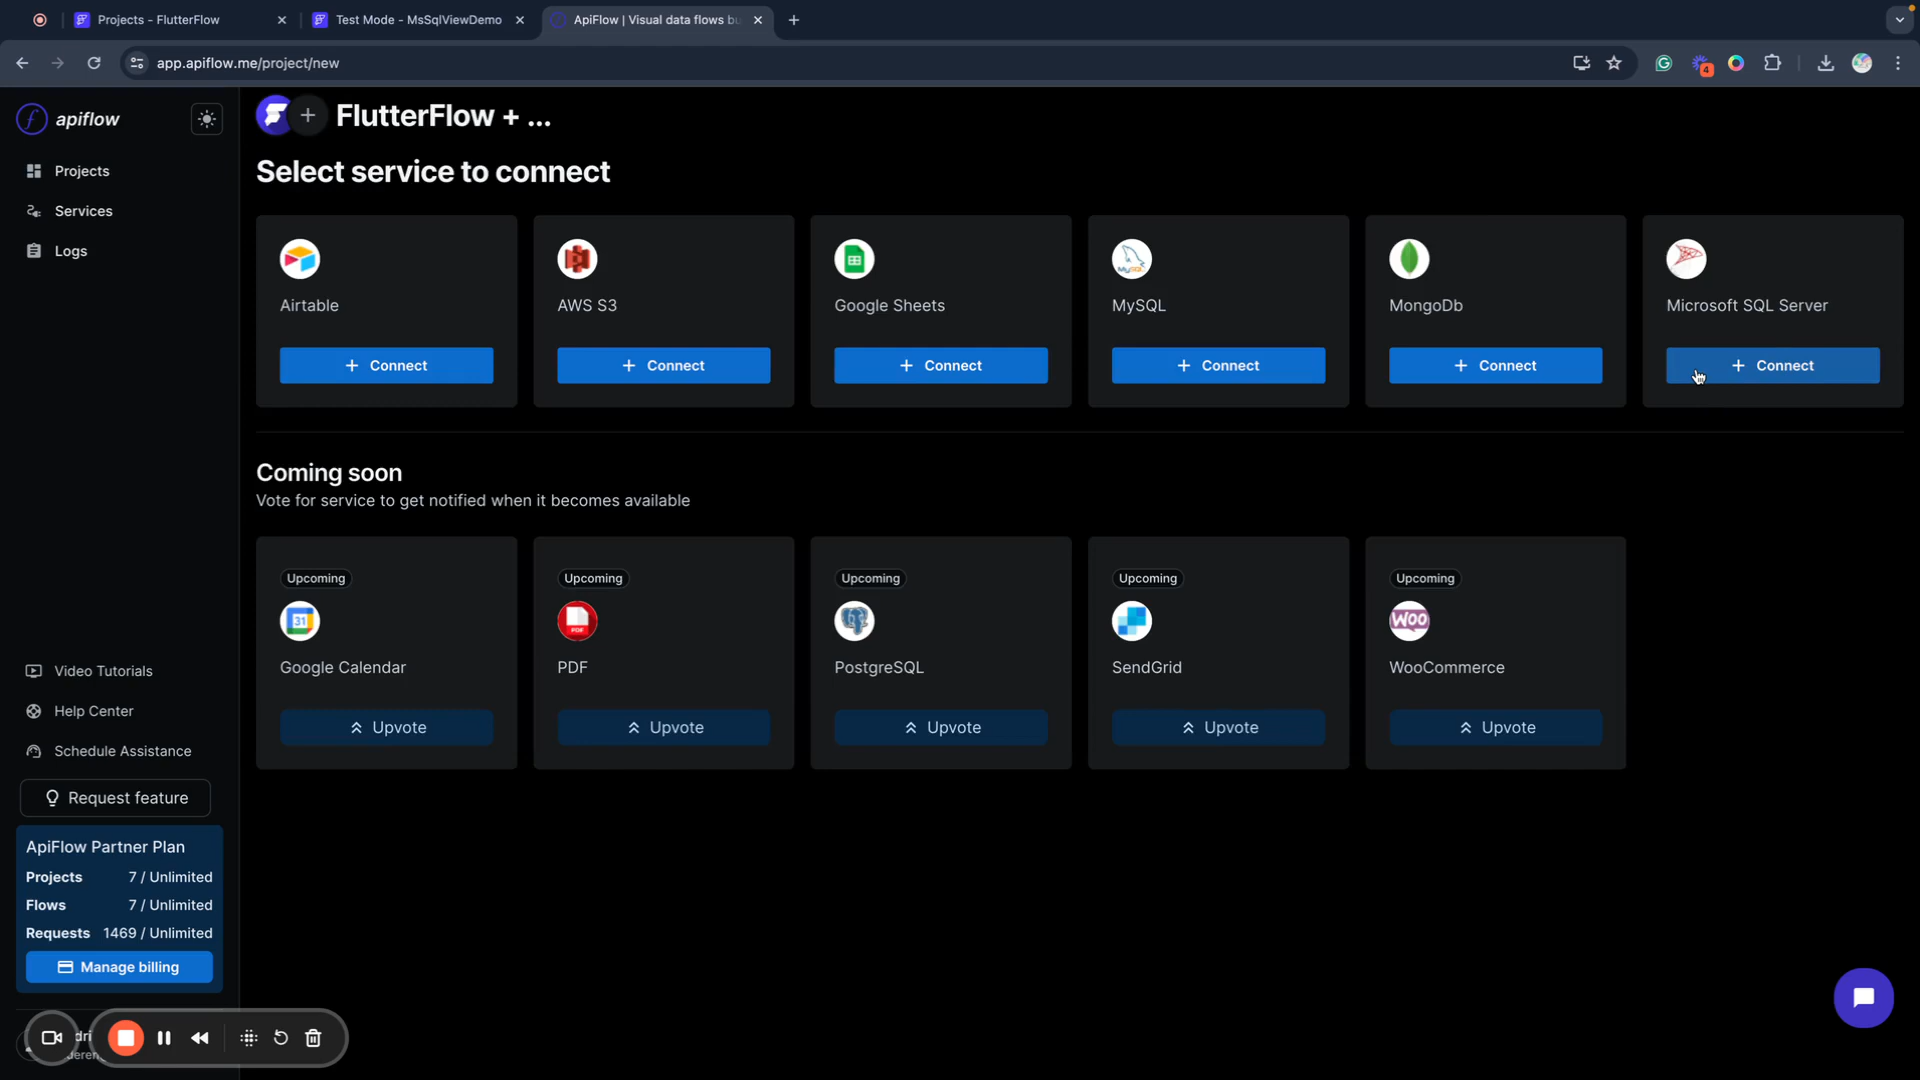 Projects - FlutterFlow
Test Mode - MsSqlViewDemo
ApiFlow | Visual data flows bu
app.apiflow.me/project/new
4
apiflow
Projects
Services
Logs
FlutterFlow + ...
Select service to connect
Airtable
AWS S3
Google Sheets
MySQL
MongoDb
Microsoft SQL Server
Connect
Connect
Connect
Connect
Connect
Connect
Coming soon
Vote for service to get notified when it becomes available
Upcoming
Upcoming
Upcoming
Upcoming
Upcoming
31
PDF
WOO
Google Calendar
PDF
PostgreSQL
SendGrid
WooCommerce
Upvote
Upvote
Upvote
Upvote
Upvote
Video Tutorials
Help Center
Schedule Assistance
Request feature
ApiFlow Partner Plan
Projects 7 / Unlimited
Flows 7 / Unlimited
Requests 1469 / Unlimited
Manage billing